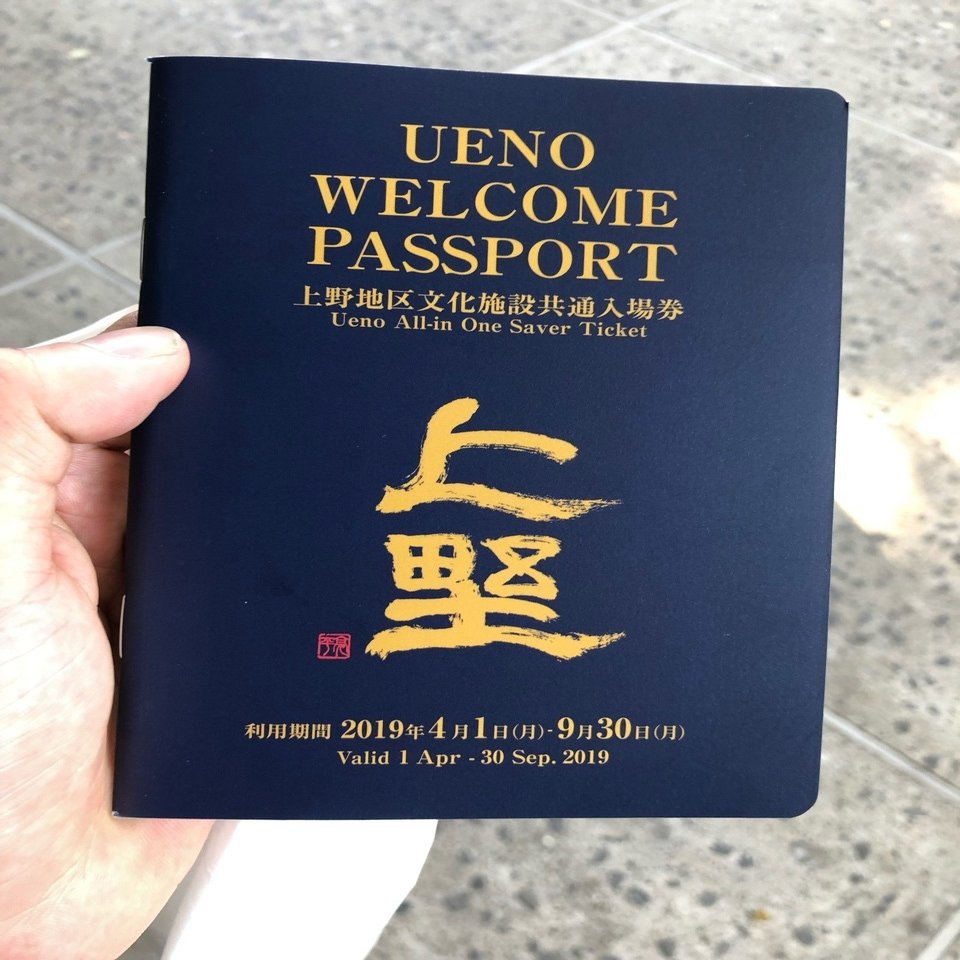 UENO
WELCOME
PASSPORT
上野地区文化施設共通入場券
Ueno All-in One Saver Ticket
上
野
利用期間 2019年4月1日(月)-9月30日(月)
Valid 1 Apr - 30 Sep. 2019